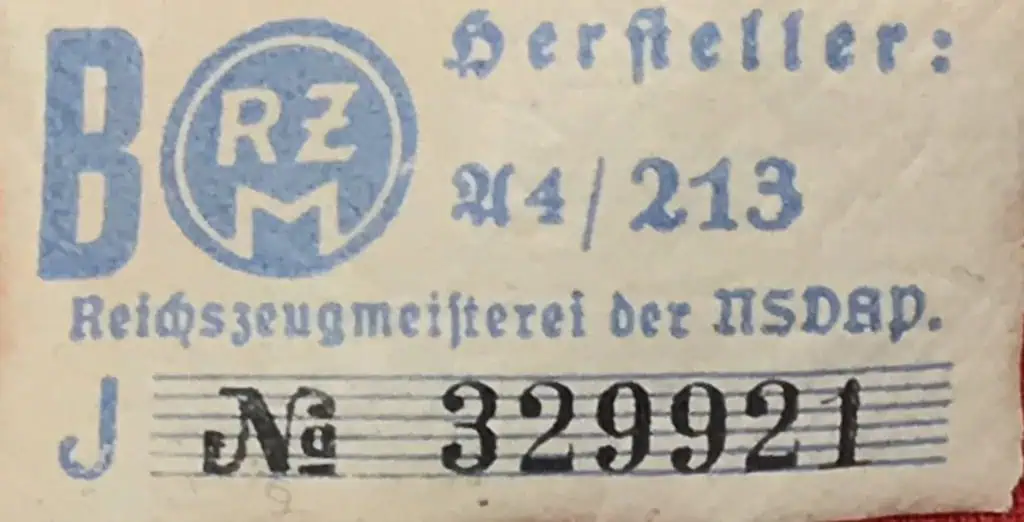 B RZM Hersteller:
A4/213
Reichszeugmeisterei der NSDAP.
J No 329921